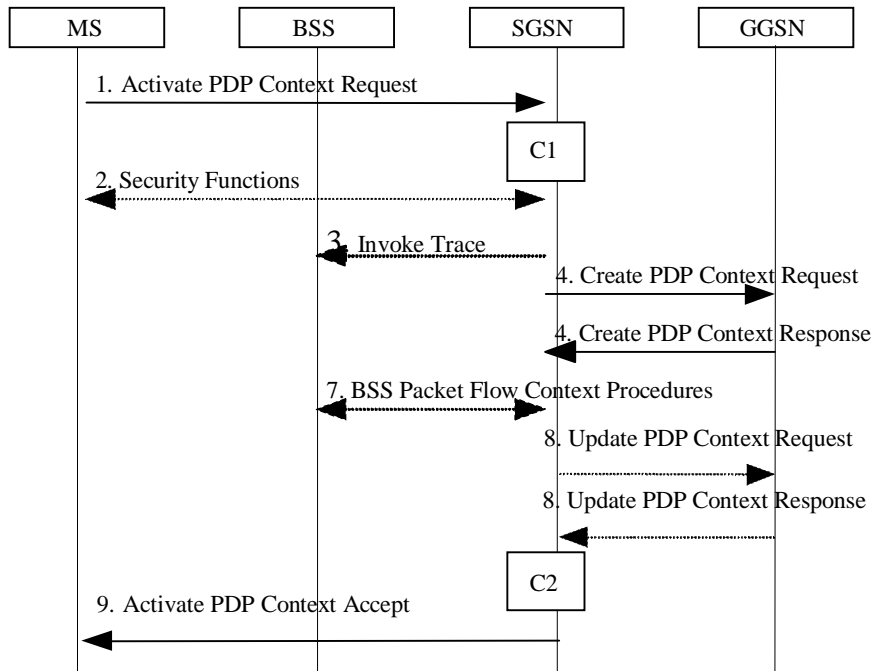 MS
BSS
SGSN
GGSN
1. Activate PDP Context Request
C1
2. Security Functions
3. Invoke Trace
4. Create PDP Context Request
4. Create PDP Context Response
7. BSS Packet Flow Context Procedures
8. Update PDP Context Request
8. Update PDP Context Response
C2
9. Activate PDP Context Accept